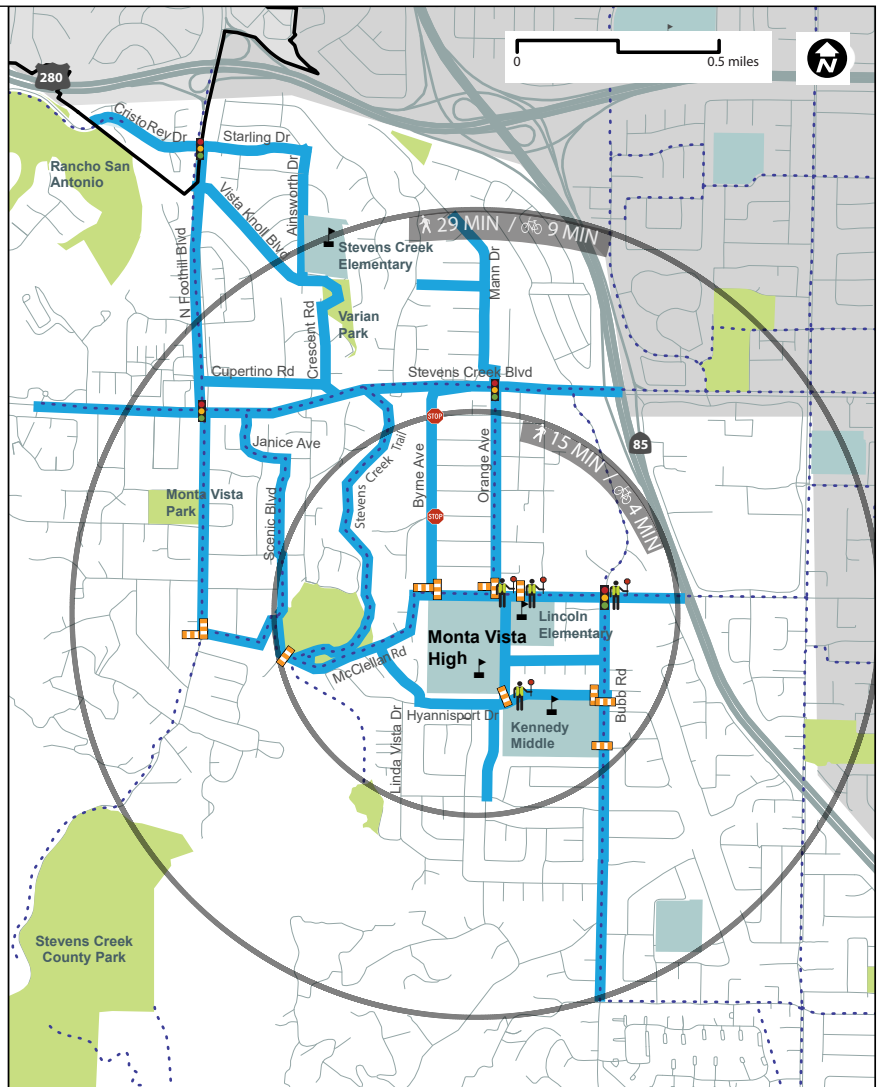 0
0.5 miles
N
280
Cristo Rey Dr
Starling Dr
Rancho San
Antonio
Ainsworth Dr
Vista Knoll Blvd
29 MIN / 9 MIN
Stevens Creek
Elementary
N Foothill Blvd
Mann Dr
Varian
Park
Crescent Rd
Cupertino Rd
Stevens Creek Blvd
STOP
Janice Ave
15 MIN / 4 MIN
85
Stevens Creek Trail
Byrne Ave
Orange Ave
Monta Vista
Park
Scenic Blvd
STOP
Lincoln
Elementary
Monta Vista
High
McClellan Rd
Bubb Rd
Linda Vista Dr
Hyannisport Dr
Kennedy
Middle
Stevens Creek
County Park